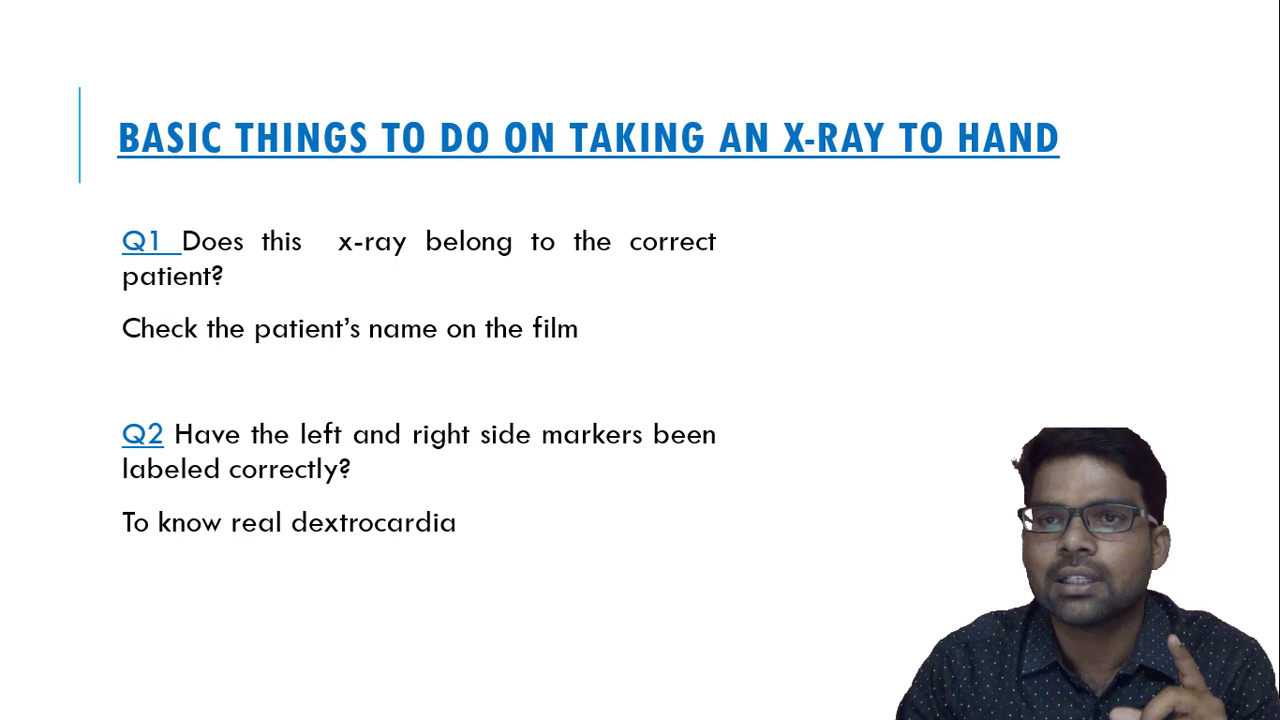 BASIC THINGS TO DO ON TAKING AN X-RAY TO HAND
Q1 Does this x-ray belong to the correct
patient?
Check the patient's name on the film
Q2 Have the left and right side markers been
labeled correctly?
To know real dextrocardia